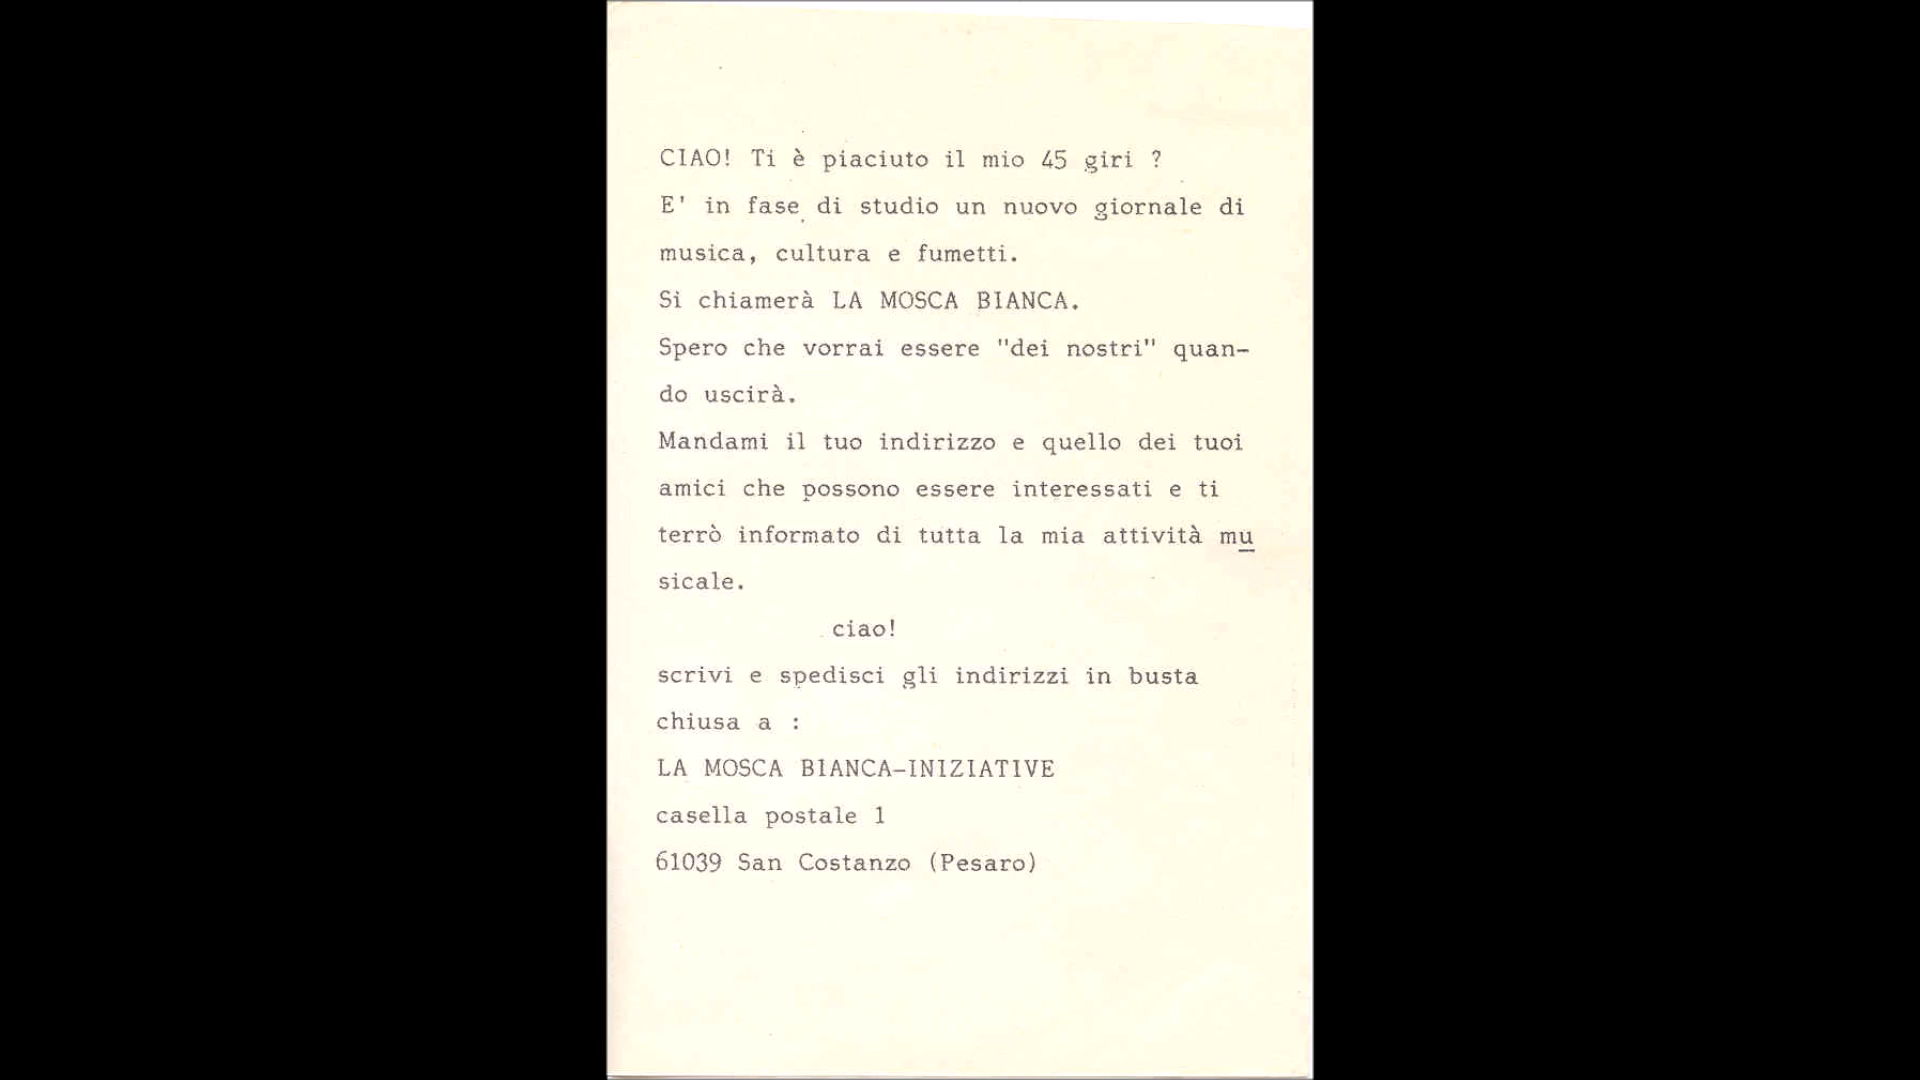 CIAO! Ti è piaciuto il mio 45 giri ?
E' in fase di studio un nuovo giornale di
musica, cultura e fumetti.
Si chiamerà LA MOSCA BIANCA.
Spero che vorrai essere "dei nostri" quan-
do uscirà.
Mandami il tuo indirizzo e quello dei tuoi
amici che possono essere interessati e ti
terrò informato di tutta la mia attività mu
sicale.
ciao!
scrivi e spedisci gli indirizzi in busta
chiusa a :
LA MOSCA BIANCA-INIZIATIVE
casella postale 1
61039 San Costanzo (Pesaro)